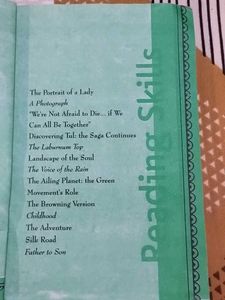 The Portrait of a Lady
A Photograph
"We're Not Afraid to Die... if We
Can All Be Together"
Discovering Tut: the Saga Continues
The Laburnum Top
Landscape of the Soul
The Voice of the Rain
The Ailing Planet: the Green
Movement's Role
The Browning Version
Childhood
The Adventure
Silk Road
Father to Son
Reading Skills